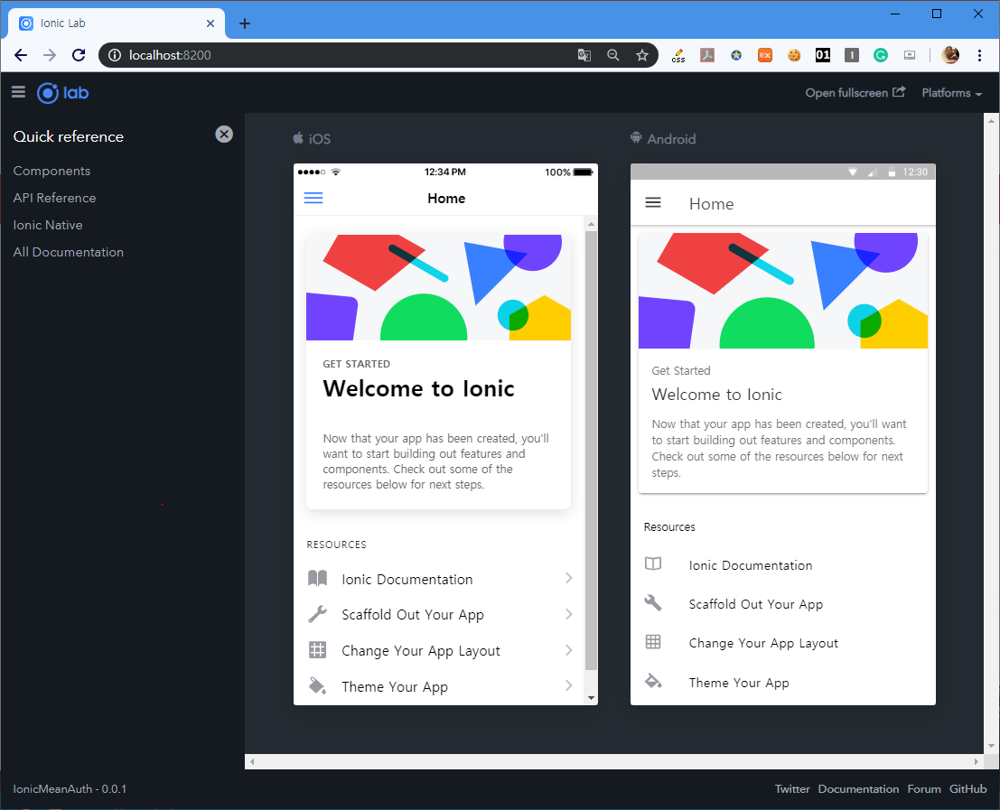 Ionic Lab
localhost:8200
css
EX
01
I
lab
Open fullscreen
Platforms
Quick reference
Components
API Reference
Ionic Native
All Documentation
iOS
12:34 PM
100%
Home
GET STARTED
Welcome to Ionic
Now that your app has been created, you'll
want to start building out features and
components. Check out some of the
resources below for next steps.
RESOURCES
Ionic Documentation
Scaffold Out Your App
Change Your App Layout
Theme Your App
Android
12:30
Home
Get Started
Welcome to Ionic
Now that your app has been created, you'll want
to start building out features and components.
Check out some of the resources below for next
steps.
Resources
Ionic Documentation
Scaffold Out Your App
Change Your App Layout
Theme Your App
IonicMeanAuth - 0.0.1
Twitter Documentation Forum GitHub